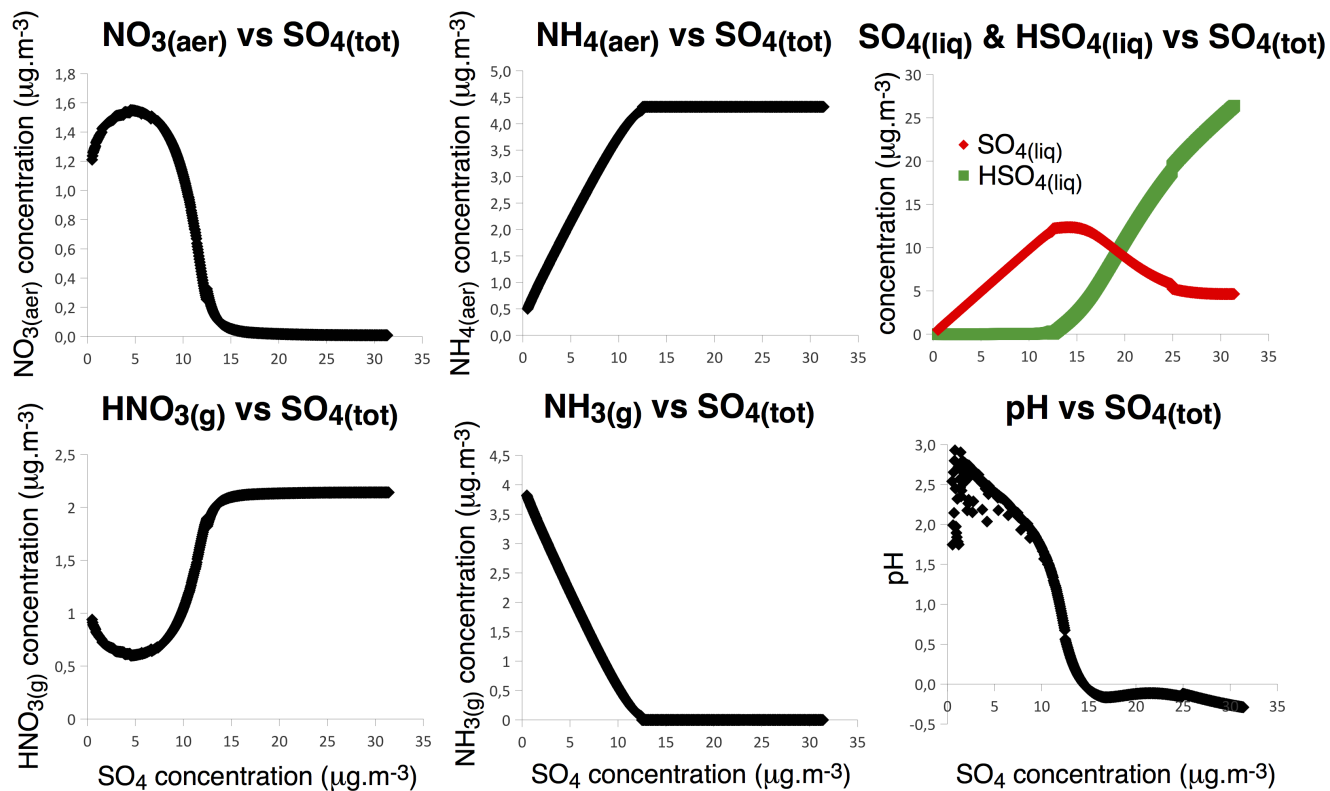 NO3(aer) vs SO4(tot)
NO3(aer) concentration (μg.m-3)
1,8
1,6
1,4
1,2
1,0
0,8
0,6
0,4
0,2
0,0
0 5 10 15 20 25 30 35
NH4(aer) vs SO4(tot)
NH4(aer) concentration (μg.m-3)
5,0
4,5
4,0
3,5
3,0
2,5
2,0
1,5
1,0
0,5
0,0
0 5 10 15 20 25 30 35
SO4(liq) & HSO4(liq) vs SO4(tot)
concentration (μg.m-3)
30
25
20
15
10
5
0
SO4(liq)
HSO4(liq)
0 5 10 15 20 25 30 35
HNO3(g) vs SO4(tot)
HNO3(g) concentration (μg.m-3)
2,5
2
1,5
1
0,5
0
0 5 10 15 20 25 30 35
SO4 concentration (μg.m-3)
NH3(g) vs SO4(tot)
NH3(g) concentration (μg.m-3)
4,5
4
3,5
3
2,5
2
1,5
1
0,5
0
0 5 10 15 20 25 30 35
SO4 concentration (μg.m-3)
pH vs SO4(tot)
pH
3,0
2,5
2,0
1,5
1,0
0,5
0,0
-0,5
0 5 10 15 20 25 30 35
SO4 concentration (μg.m-3)